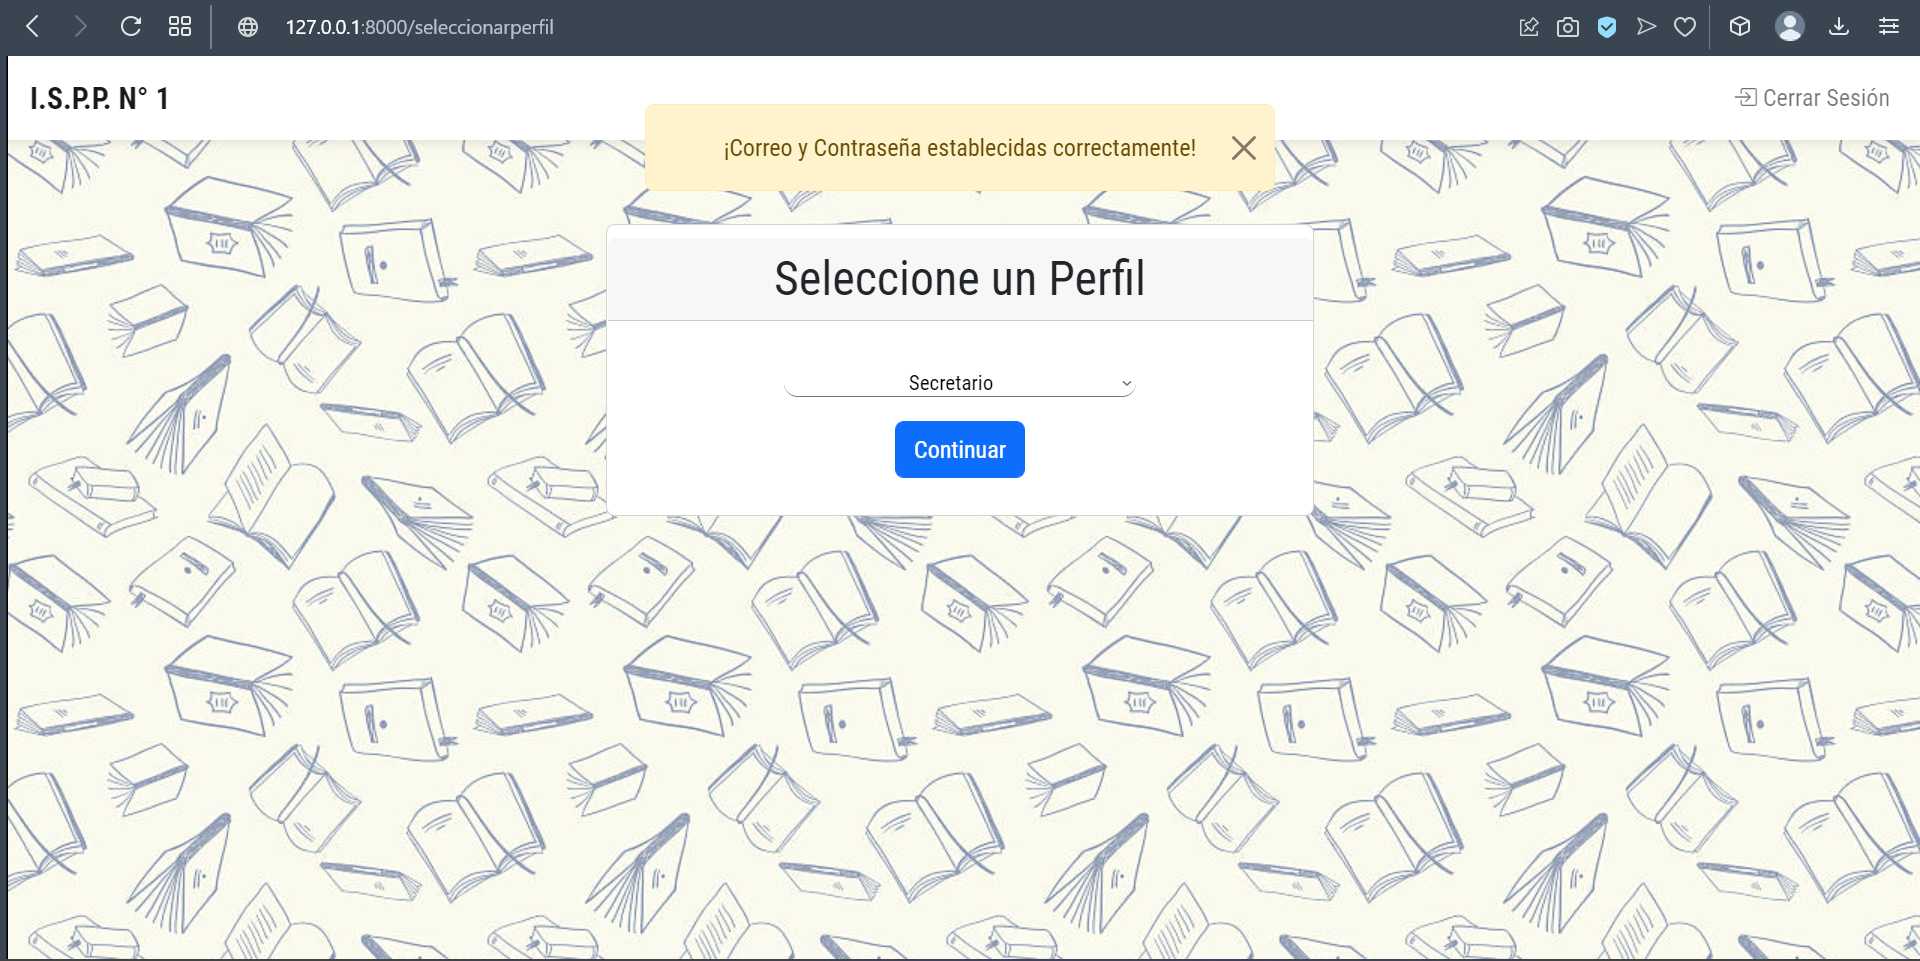 127.0.0.1:8000/seleccionarperfil
I.S.P.P. N° 1
Cerrar Sesión
¡Correo y Contraseña establecidas correctamente!
Seleccione un Perfil
Secretario
Continuar